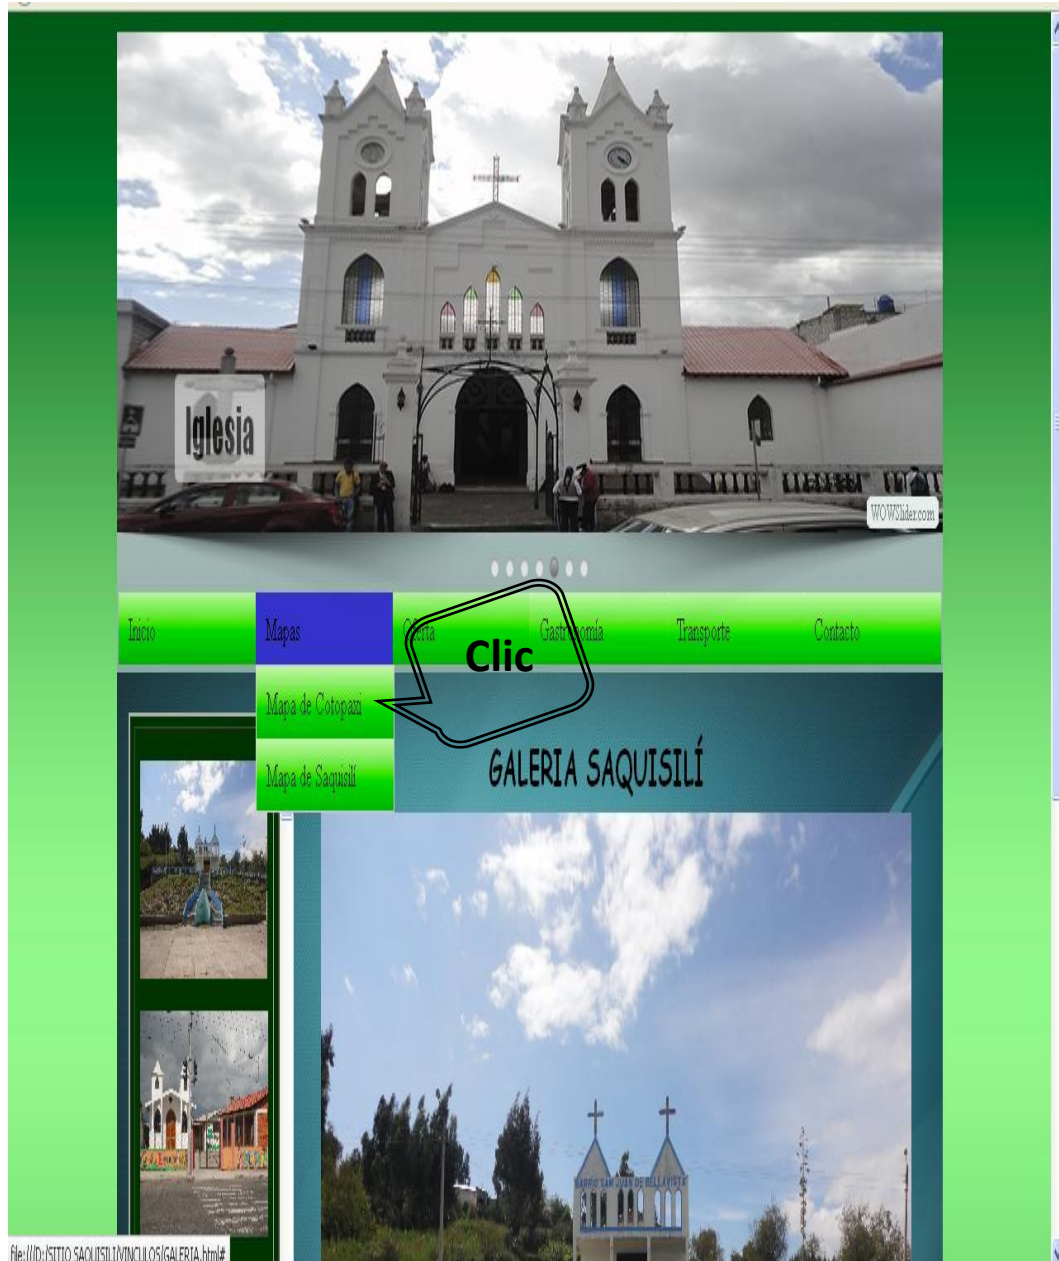 Iglesia
WOWSlider.com
Inicio
Mapas
Oferta
Gastronomía
Transporte
Contacto
Clic
Mapa de Cotopaxi
Mapa de Saquisilí
GALERIA SAQUISILÍ
BARRIO SAN JUAN DE BELLAVISTA
file:///D:/SITIO SAQUISILI/VINCULOS/GALERIA.html#